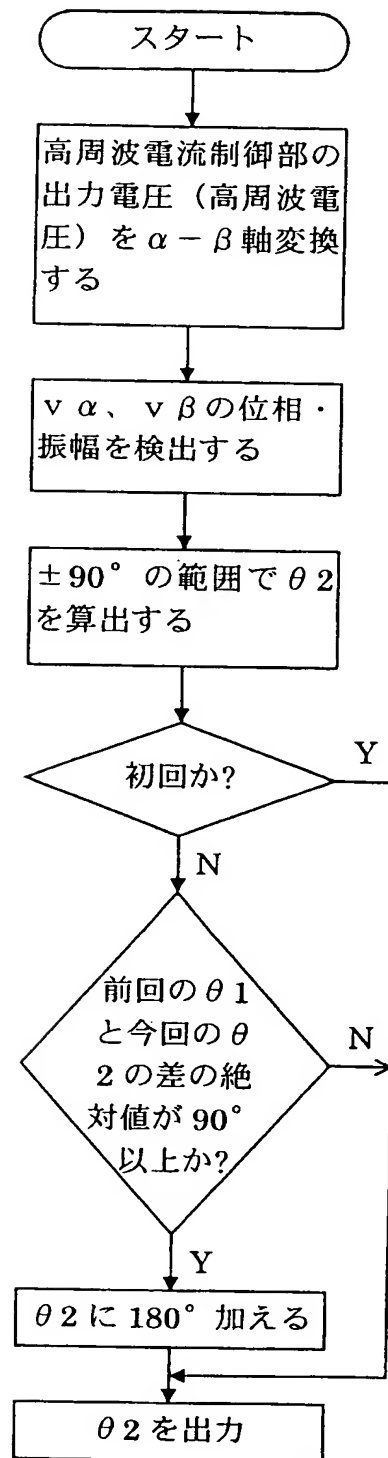 スタート
高周波電流制御部の
出力電圧（高周波電
圧）をα－β軸変換
する
vα、vβの位相・
振幅を検出する
±90°の範囲でθ2
を算出する
初回か?
Y
N
前回のθ1
と今回のθ
2の差の絶
対値が90°
以上か?
N
Y
θ2に180°加える
θ2を出力